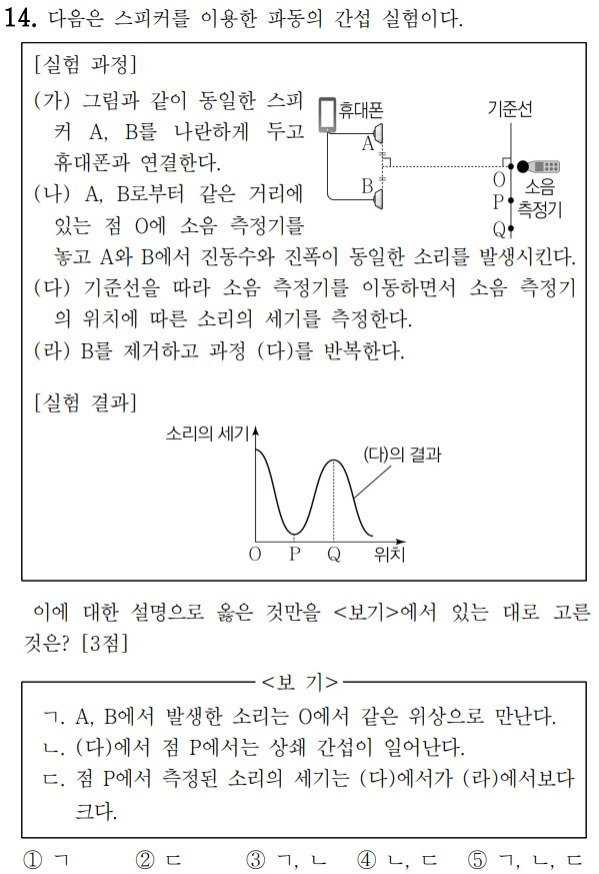 14. 다음은 스피커를 이용한 파동의 간섭 실험이다.
[실험 과정]
(가) 그림과 같이 동일한 스피
커 A, B를 나란하게 두고
휴대폰과 연결한다.
(나) A, B로부터 같은 거리에
있는 점 O에 소음 측정기를
놓고 A와 B에서 진동수와 진폭이 동일한 소리를 발생시킨다.
휴대폰
기준선
A
B
O
P
Q
소음
측정기
(다) 기준선을 따라 소음 측정기를 이동하면서 소음 측정기
의 위치에 따른 소리의 세기를 측정한다.
(라) B를 제거하고 과정 (다)를 반복한다.
[실험 결과]
소리의 세기
(다)의 결과
O P Q 위치
이에 대한 설명으로 옳은 것만을 <보기>에서 있는 대로 고른
것은? [3점]
<보 기>
ㄱ. A, B에서 발생한 소리는 O에서 같은 위상으로 만난다.
ㄴ. (다)에서 점 P에서는 상쇄 간섭이 일어난다.
ㄷ. 점 P에서 측정된 소리의 세기는 (다)에서가 (라)에서보다
크다.
① ㄱ ② ㄷ ③ ㄱ, ㄴ ④ ㄴ, ㄷ ⑤ ㄱ, ㄴ, ㄷ